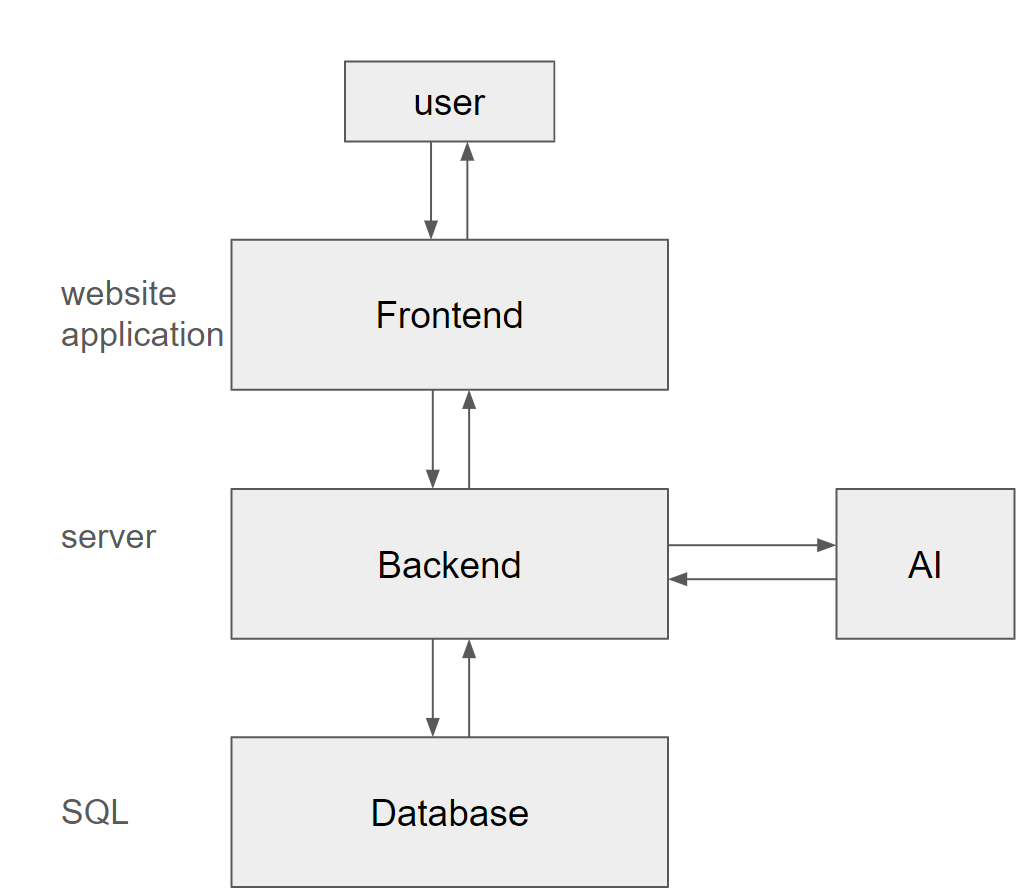 user
website
application
Frontend
server
Backend
AI
SQL
Database